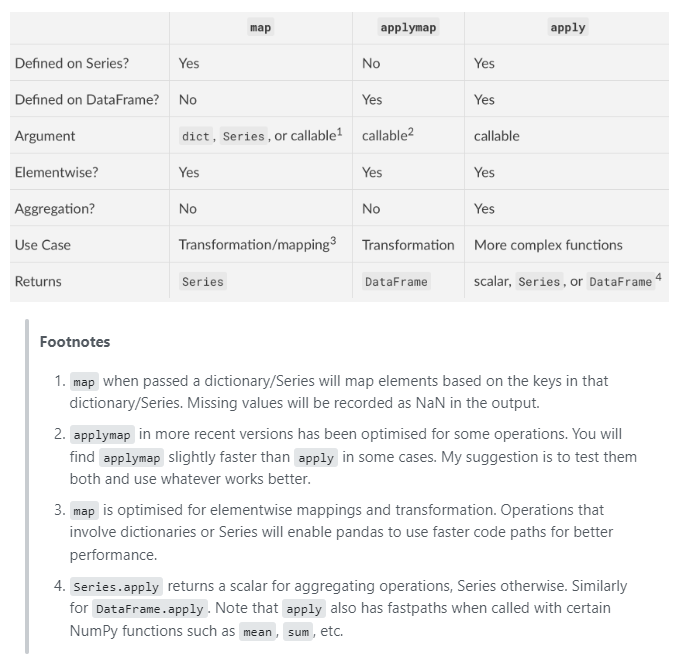 map applymap apply
Defined on Series? Yes No Yes
Defined on DataFrame? No Yes Yes
Argument dict, Series, or callable1 callable2 callable
Elementwise? Yes Yes Yes
Aggregation? No No Yes
Use Case Transformation/mapping3 Transformation More complex functions
Returns Series DataFrame scalar, Series, or DataFrame4
Footnotes
1. map when passed a dictionary/Series will map elements based on the keys in that
dictionary/Series. Missing values will be recorded as NaN in the output.
2. applymap in more recent versions has been optimised for some operations. You will
find applymap slightly faster than apply in some cases. My suggestion is to test them
both and use whatever works better.
3. map is optimised for elementwise mappings and transformation. Operations that
involve dictionaries or Series will enable pandas to use faster code paths for better
performance.
4. Series.apply returns a scalar for aggregating operations, Series otherwise. Similarly
for DataFrame.apply. Note that apply also has fastpaths when called with certain
NumPy functions such as mean, sum, etc.